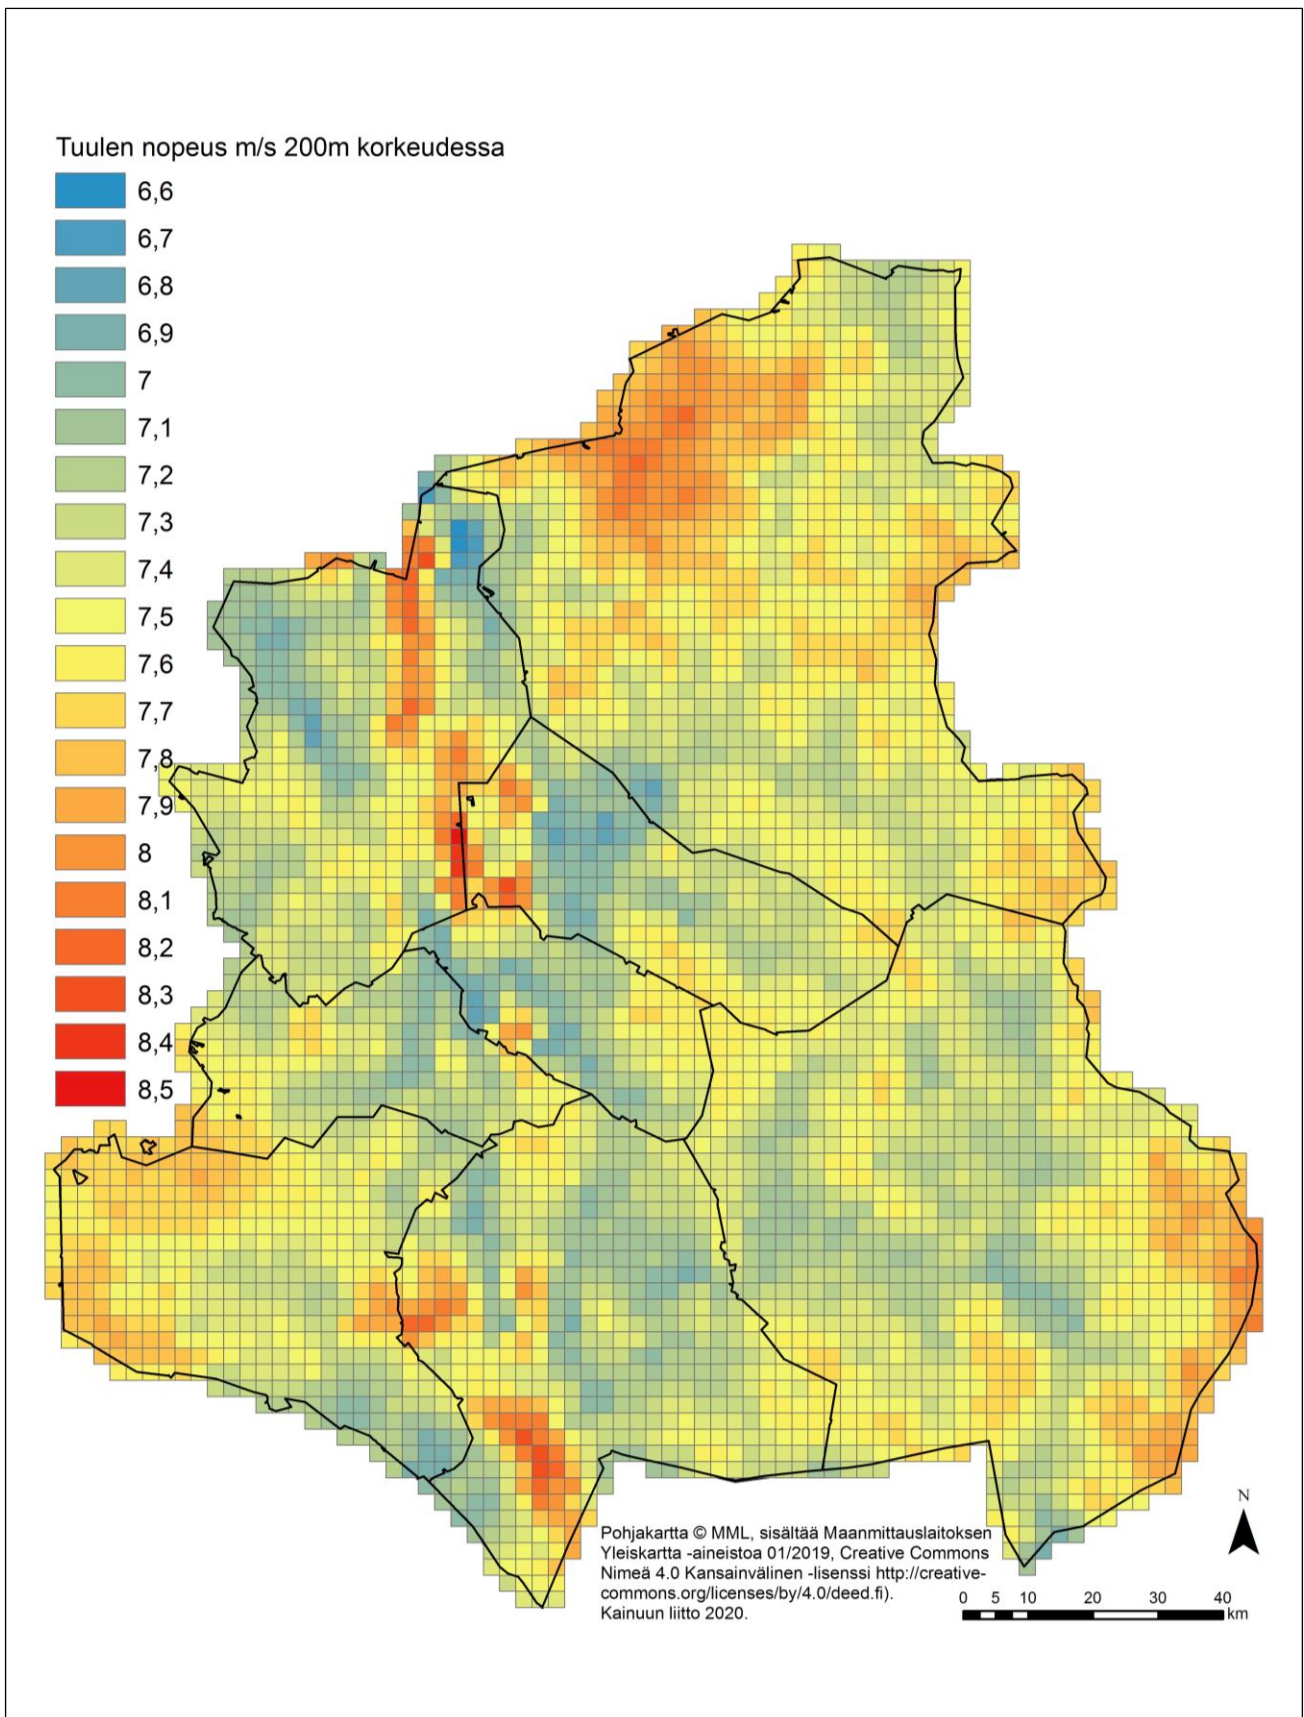 Tuulen nopeus m/s 200m korkeudessa
6,6
6,7
6,8
6,9
7
7,1
7,2
7,3
7,4
7,5
7,6
7,7
7,8
7,9
8
8,1
8,2
8,3
8,4
8,5
Pohjakartta © MML, sisältää Maanmittauslaitoksen
Yleiskartta -aineistoa 01/2019, Creative Commons
Nimeä 4.0 Kansainvälinen -lisenssi http://creative-
commons.org/licenses/by/4.0/deed.fi).
Kainuun liitto 2020.
N
0 5 10 20 30 40
km